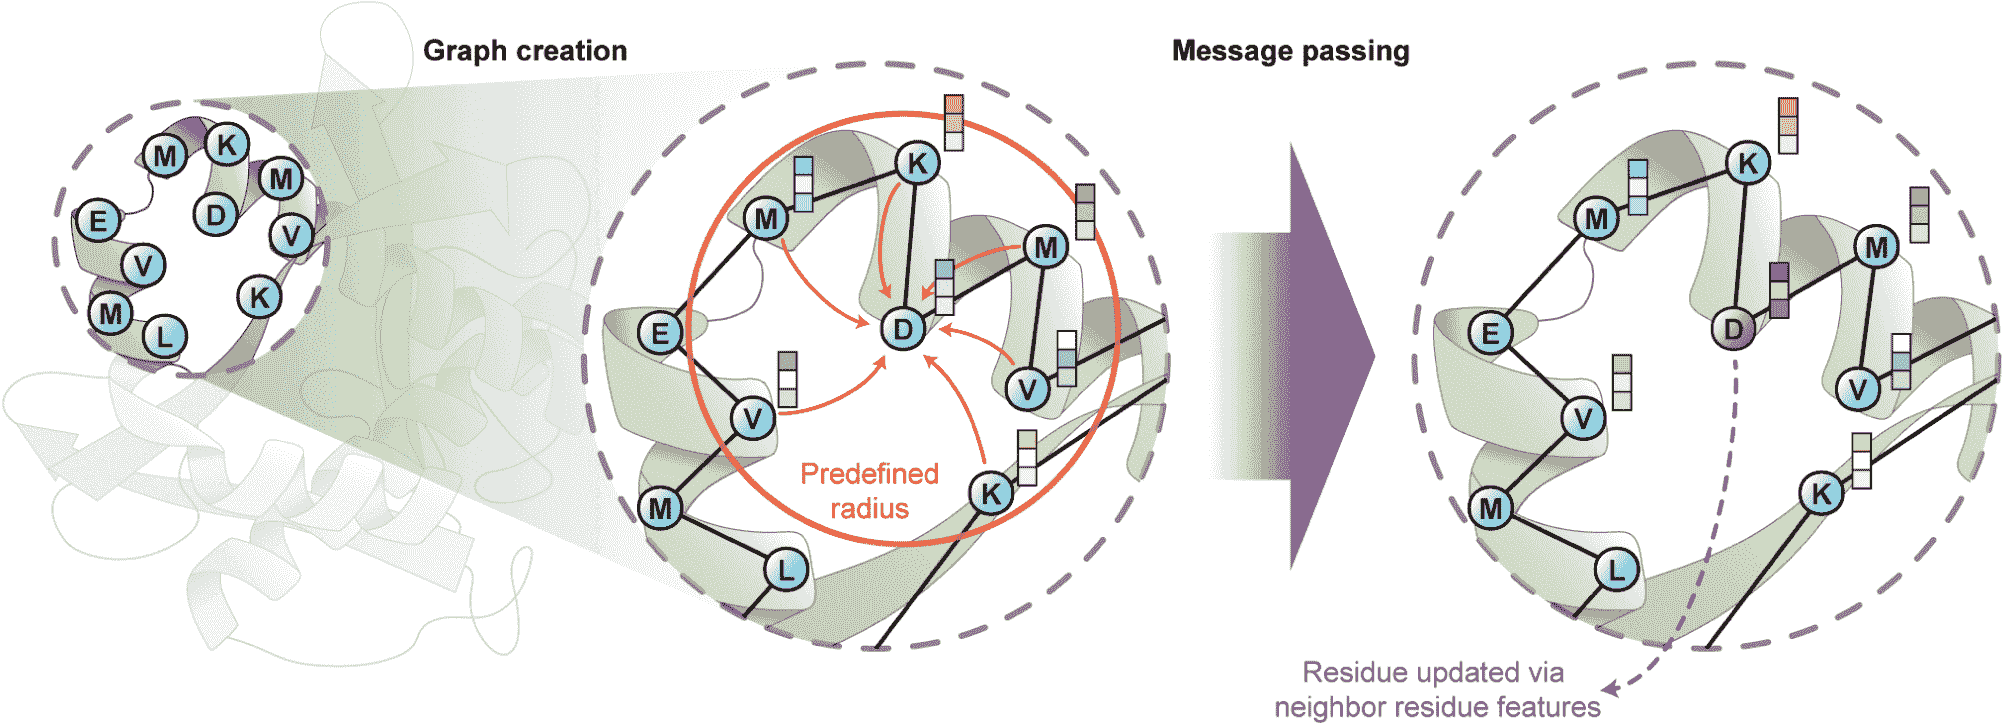 Graph creation
Message passing
M
K
M
E
D
V
V
K
M
L
K
M
M
E
D
V
V
Predefined
radius
K
M
L
K
M
M
E
D
V
V
K
M
L
Residue updated via
neighbor residue features